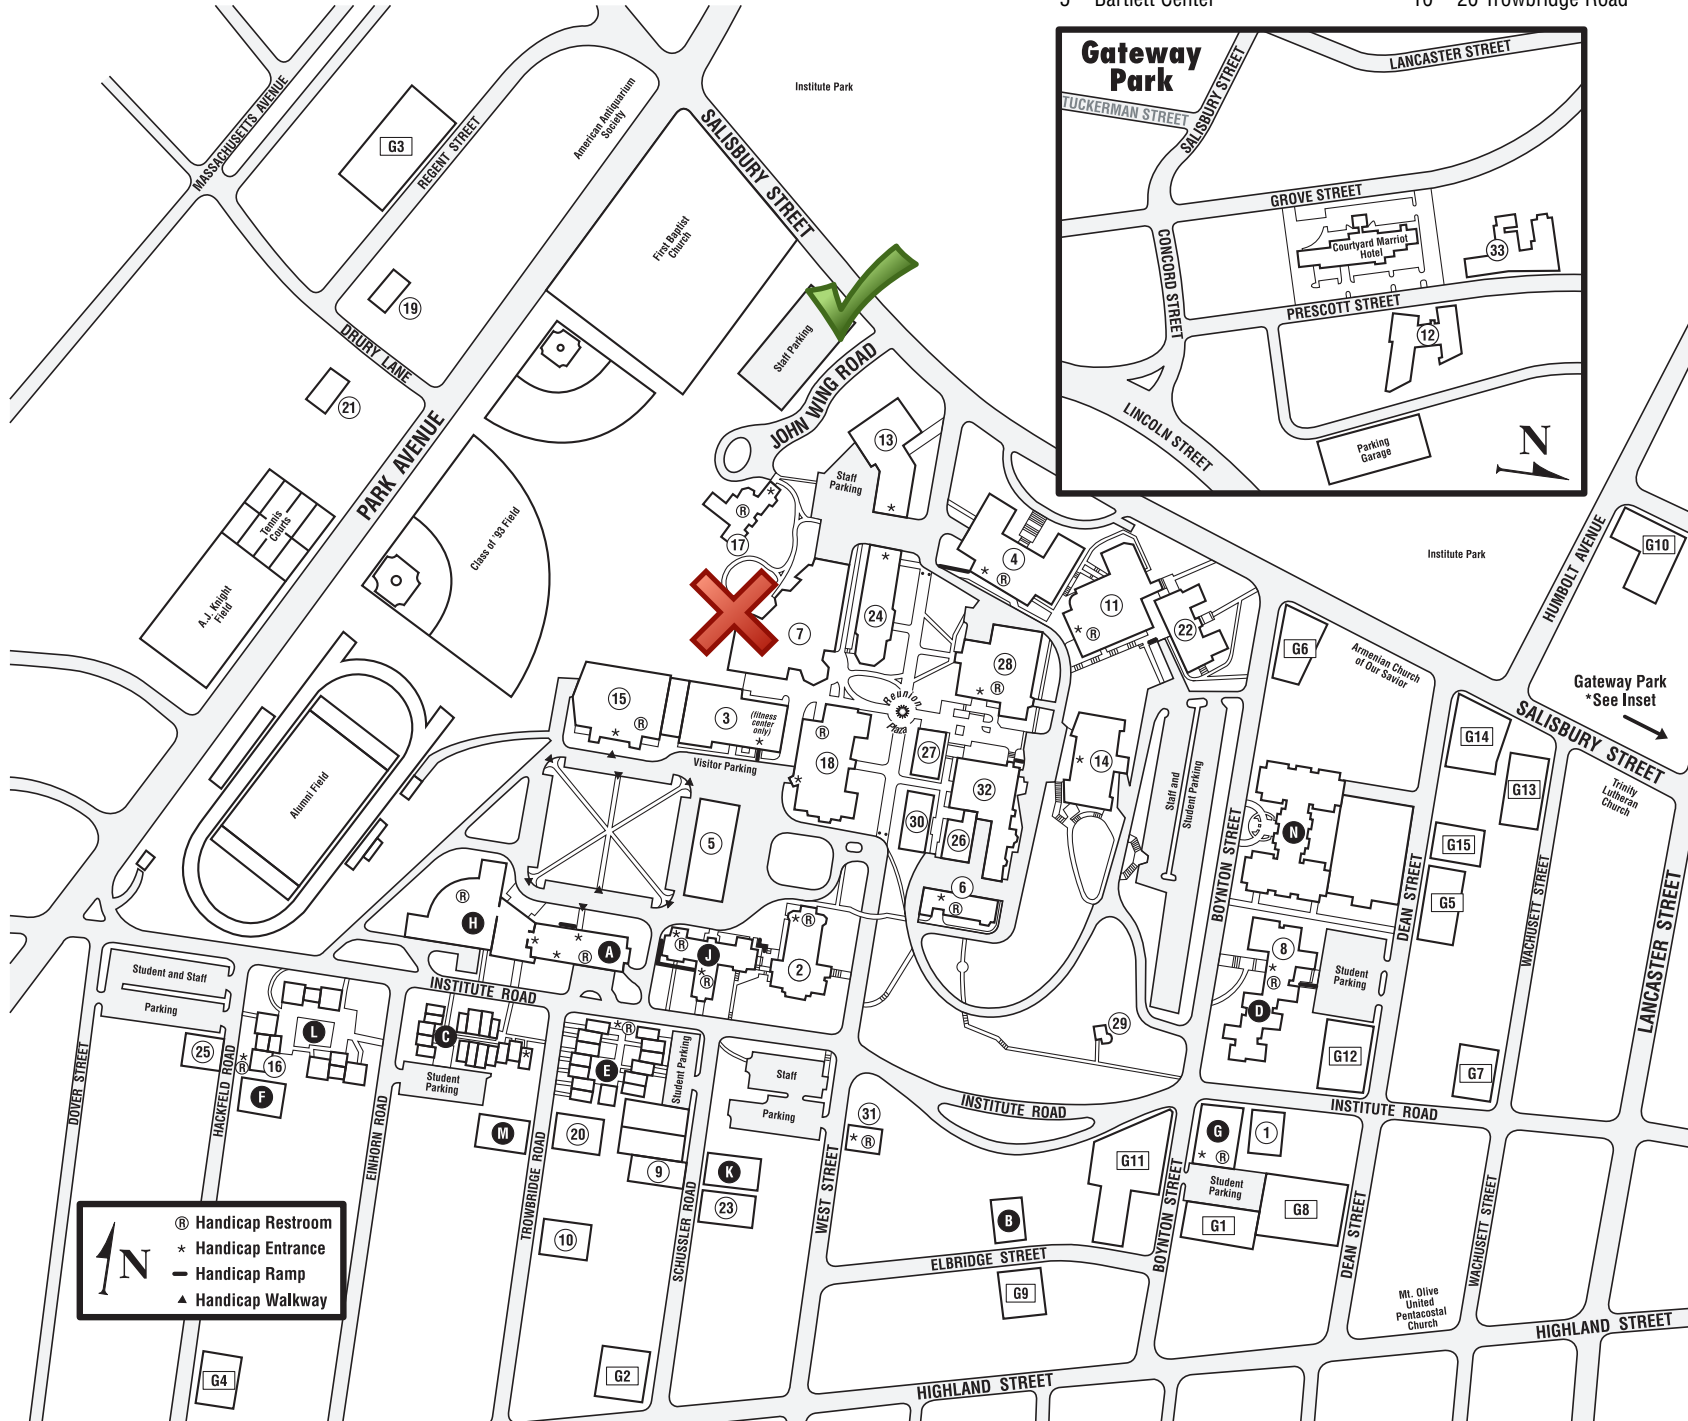 5 Bartlett Center
16 26 Trowbridge Road
Gateway
Park
LANCASTER STREET
TUCKERMAN STREET
SALISBURY STREET
GROVE STREET
Courtyard Marriot
Hotel
33
CONCORD STREET
PRESCOTT STREET
12
LINCOLN STREET
Parking
Garage
N
Institute Park
MASSACHUSETTS AVENUE
G3
REGENT STREET
American Antiquarian
Society
SALISBURY STREET
First Baptist
Church
19
DRURY LANE
21
Staff Parking
JOHN WING ROAD
PARK AVENUE
13
Staff
Parking
Tennis
Courts
Class of '93 Field
A.J. Knight
Field
* R
17
*
4
* R
Institute Park
HUMBOLT AVENUE
G10
11
* R
22
*
24
7
28
* R
G6
Armenian Church
of Our Savior
Gateway Park
*See Inset
15
* R
3
(fitness
center
only)
*
Reunion
Plaza
R
18
*
27
14
*
G14
SALISBURY STREET
Visitor Parking
32
Staff and
Student Parking
G13
Trinity
Lutheran
Church
Alumni Field
5
30
26
N
G15
BOYNTON STREET
DEAN STREET
WACHUSETT STREET
LANCASTER STREET
6
* R
G5
R
H
* * *
R
A
* R
J
* R
* R
2
8
* R
Student
Parking
D
Student and Staff
Parking
INSTITUTE ROAD
L
C
*
* R
E
Student Parking
29
G12
G7
25
* R
16
F
Student
Parking
Staff
Parking
DOVER STREET
HACKFELD ROAD
EINHORN ROAD
INSTITUTE ROAD
INSTITUTE ROAD
M
20
31
* R
G
* R
1
TROWBRIDGE ROAD
9
K
23
WEST STREET
G11
BOYNTON STREET
Student
Parking
G1
G8
SCHUSSLER ROAD
10
B
DEAN STREET
WACHUSETT STREET
ELBRIDGE STREET
G9
N
R Handicap Restroom
* Handicap Entrance
Handicap Ramp
Handicap Walkway
Mt. Olive
United
Pentacostal
Church
HIGHLAND STREET
G4
G2
HIGHLAND STREET